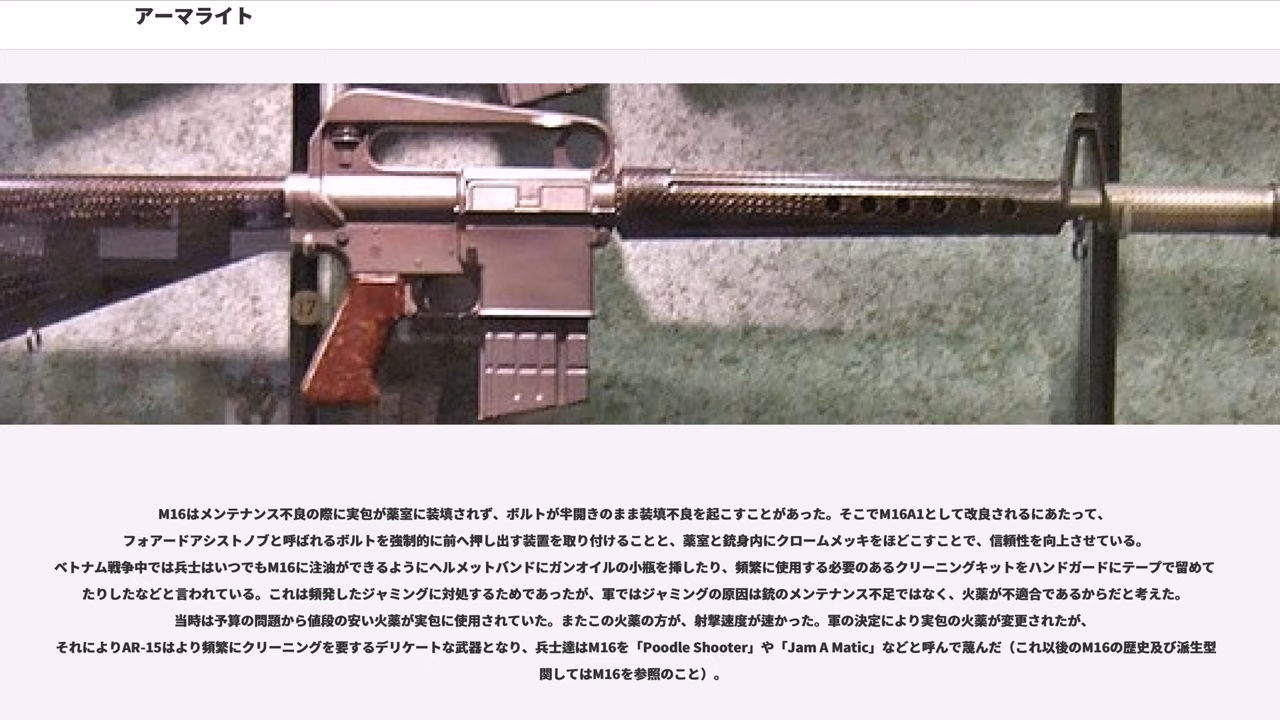 アーマライト
17
M16はメンテナンス不良の際に実包が薬室に装填されず、ボルトが半開きのまま装填不良を起こすことがあった。そこでM16A1として改良されるにあたって、
フォアードアシストノブと呼ばれるボルトを強制的に前へ押し出す装置を取り付けることと、薬室と銃身内にクロームメッキをほどこすことで、信頼性を向上させている。
ベトナム戦争中では兵士はいつでもM16に注油ができるようにヘルメットバンドにガンオイルの小瓶を挿したり、頻繁に使用する必要のあるクリーニングキットをハンドガードにテープで留めて
たりしたなどと言われている。これは頻発したジャミングに対処するためであったが、軍ではジャミングの原因は銃のメンテナンス不足ではなく、火薬が不適合であるからだと考えた。
当時は予算の問題から値段の安い火薬が実包に使用されていた。またこの火薬の方が、射撃速度が速かった。軍の決定により実包の火薬が変更されたが、
それによりAR-15はより頻繁にクリーニングを要するデリケートな武器となり、兵士達はM16を「Poodle Shooter」や「Jam A Matic」などと呼んで蔑んだ（これ以後のM16の歴史及び派生型
関してはM16を参照のこと）。